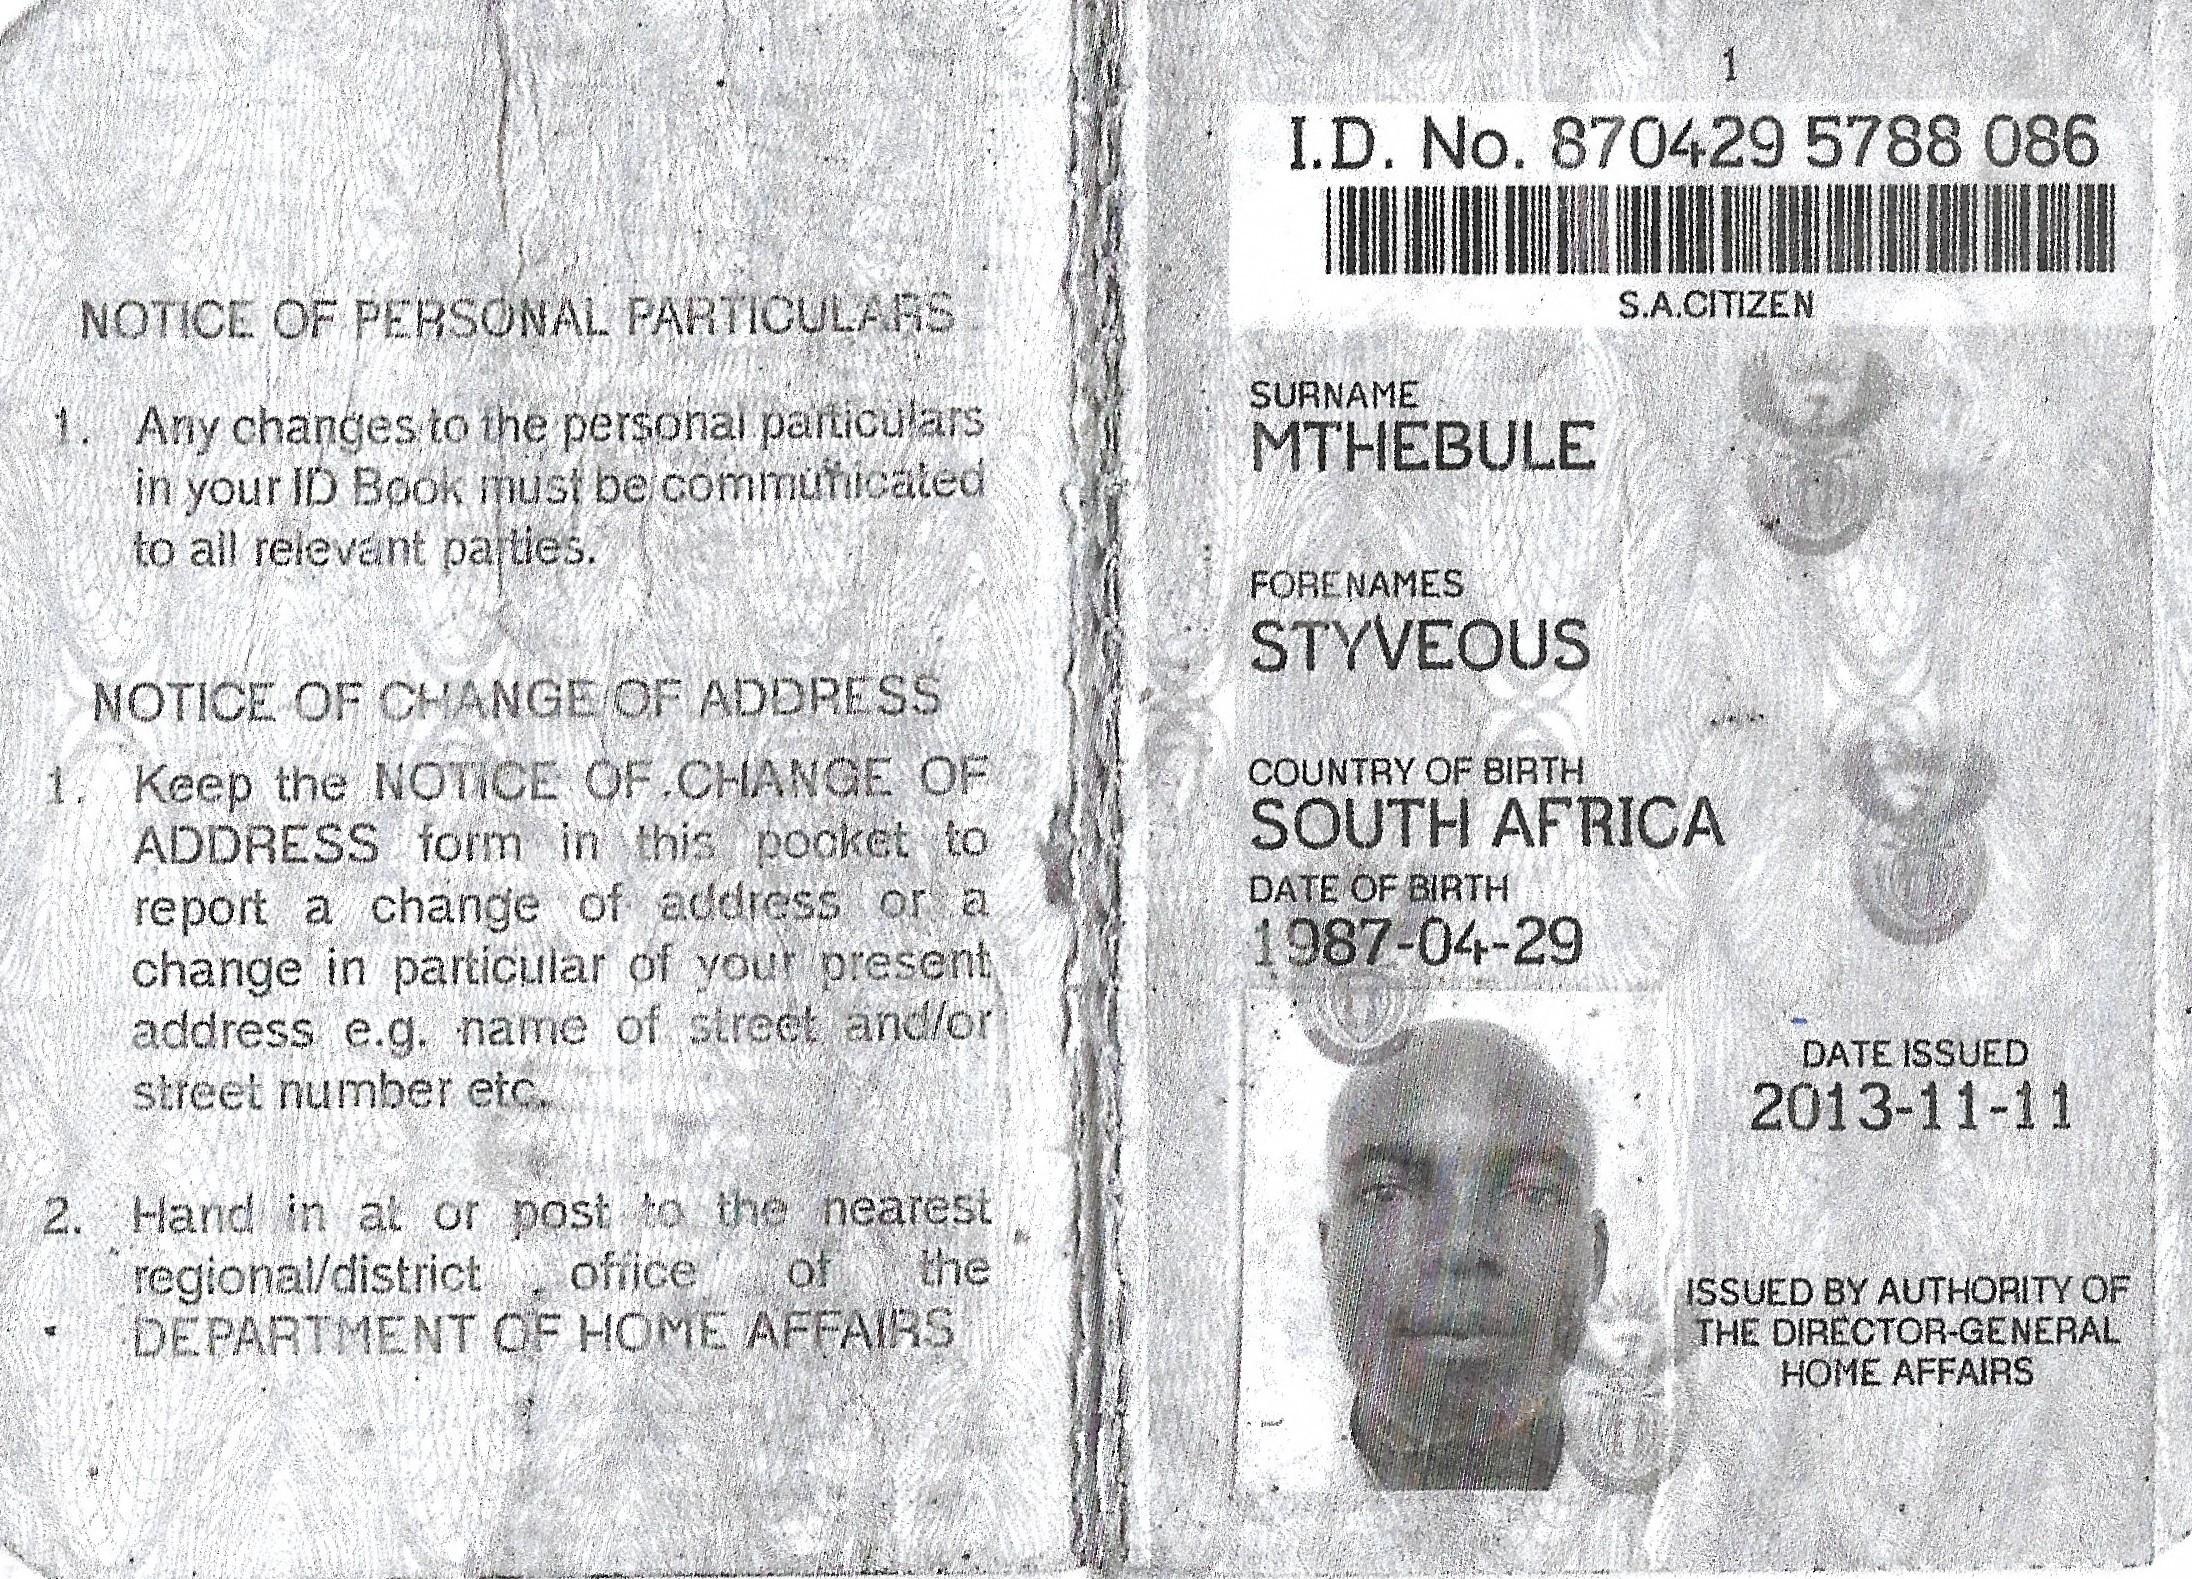 NOTICE OF PERSONAL PARTICULARS
1. Any changes to the personal particulars
in your ID Book must be communicated
to all relevant parties.
NOTICE OF CHANGE OF ADDRESS
1. Keep the NOTICE OF CHANGE OF
ADDRESS form in this pocket to
report a change of address or a
change in particular of your present
address e.g. name of street and/or
street number etc.
2. Hand in at or post to the nearest
regional/district office of the
DEPARTMENT OF HOME AFFAIRS
1
I.D. No. 870429 5788 086
S.A.CITIZEN
SURNAME
MTHEBULE
FORENAMES
STYVEOUS
COUNTRY OF BIRTH
SOUTH AFRICA
DATE OF BIRTH
1987-04-29
DATE ISSUED
2013-11-11
ISSUED BY AUTHORITY OF
THE DIRECTOR-GENERAL
HOME AFFAIRS